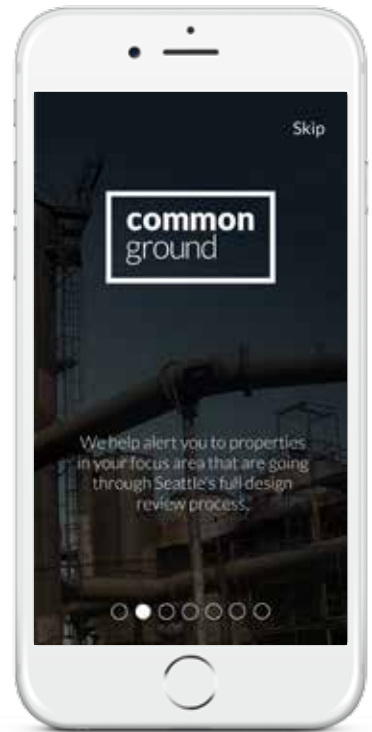 Skip
common
ground
We help alert you to properties
in your focus area that are going
through Seattle's full design
review process.